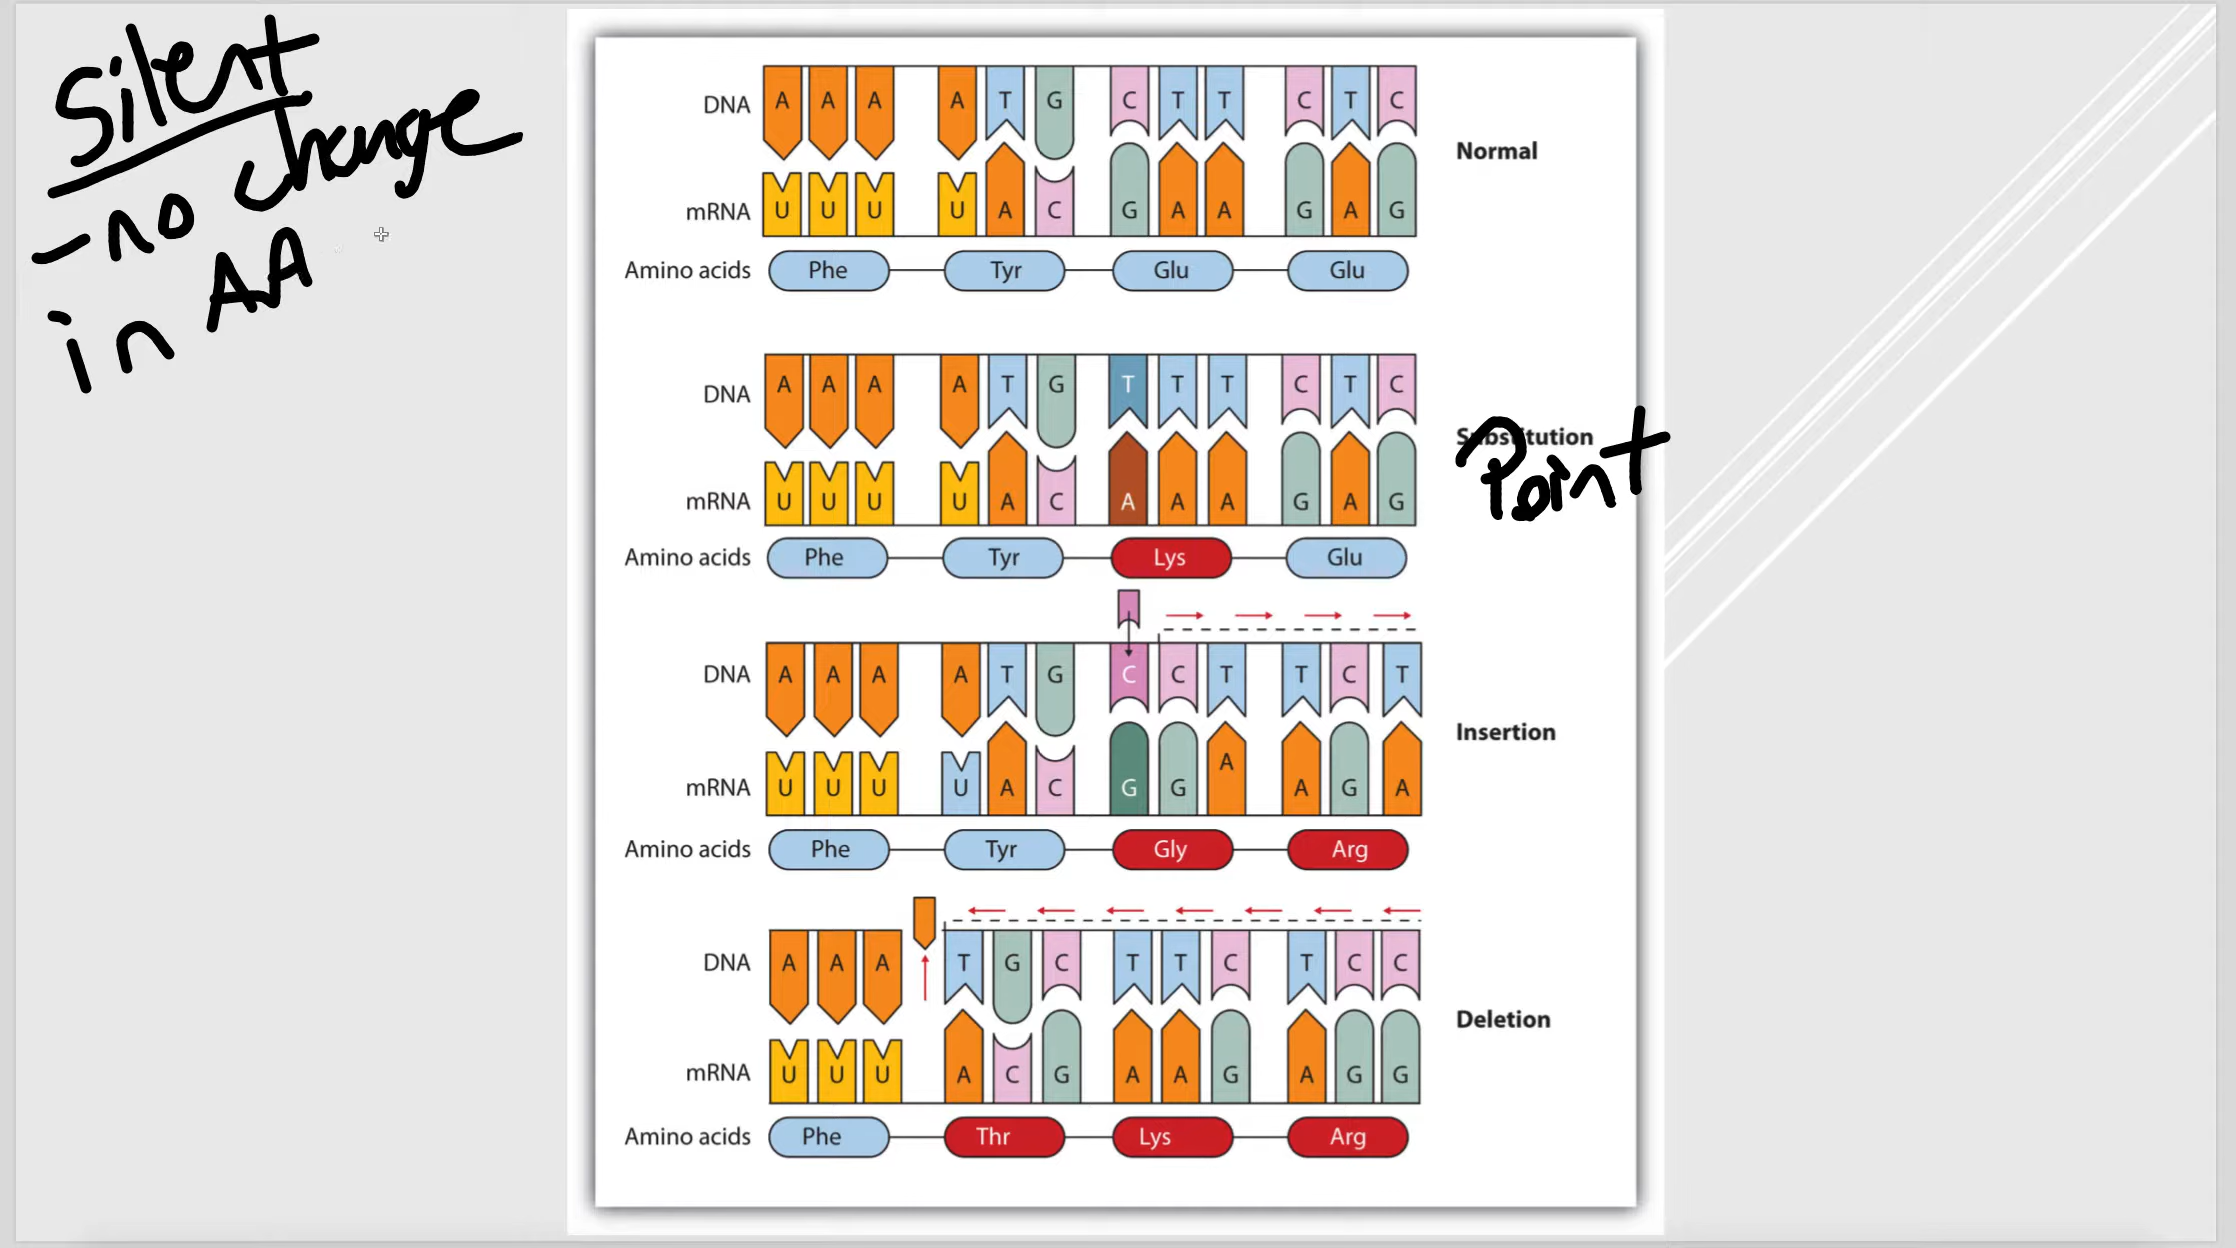 Silent
- no change
in AA
DNA A A A A T G C T T C T C
Normal
mRNA U U U U A C G A A G A G
Amino acids Phe Tyr Glu Glu
DNA A A A A T G T T T C T C
Substitution
Point
mRNA U U U U A C A A A G A G
Amino acids Phe Tyr Lys Glu
DNA A A A A T G C C T T C T
Insertion
mRNA U U U U A C G G A A G A
Amino acids Phe Tyr Gly Arg
DNA A A A T G C T T C T C C
Deletion
mRNA U U U A C G A A G A G G
Amino acids Phe Thr Lys Arg